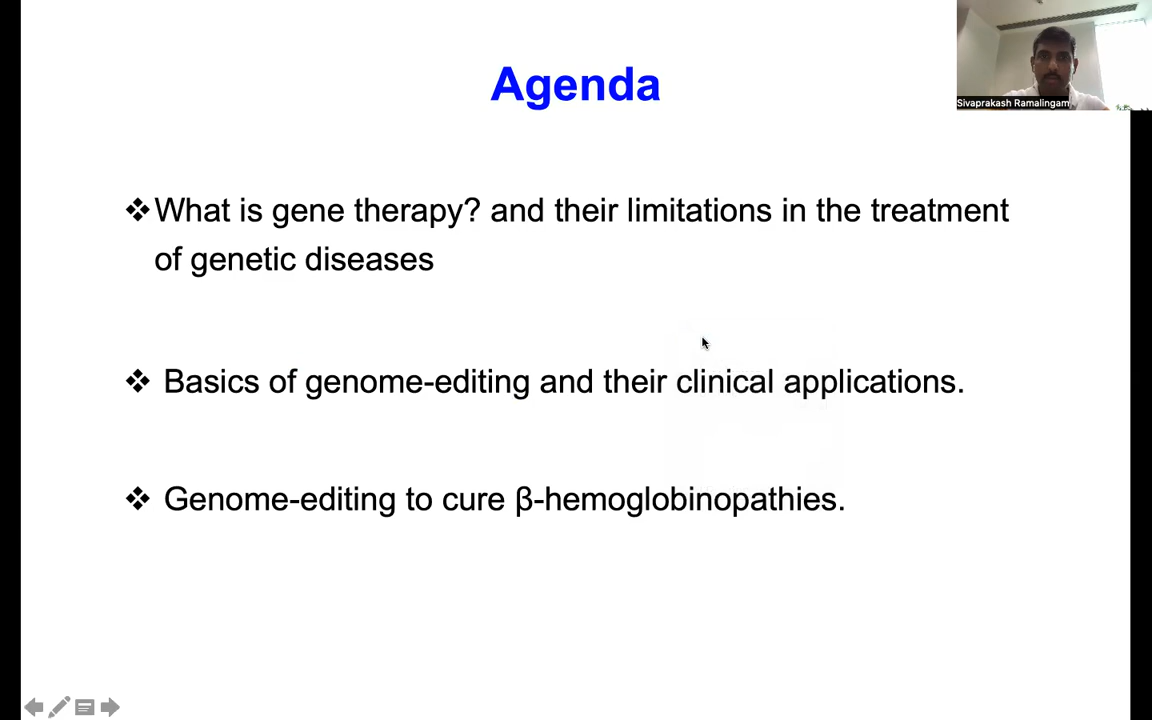 Agenda
Sivaprakash Ramalingam
❖What is gene therapy? and their limitations in the treatment
of genetic diseases
❖ Basics of genome-editing and their clinical applications.
❖ Genome-editing to cure β-hemoglobinopathies.